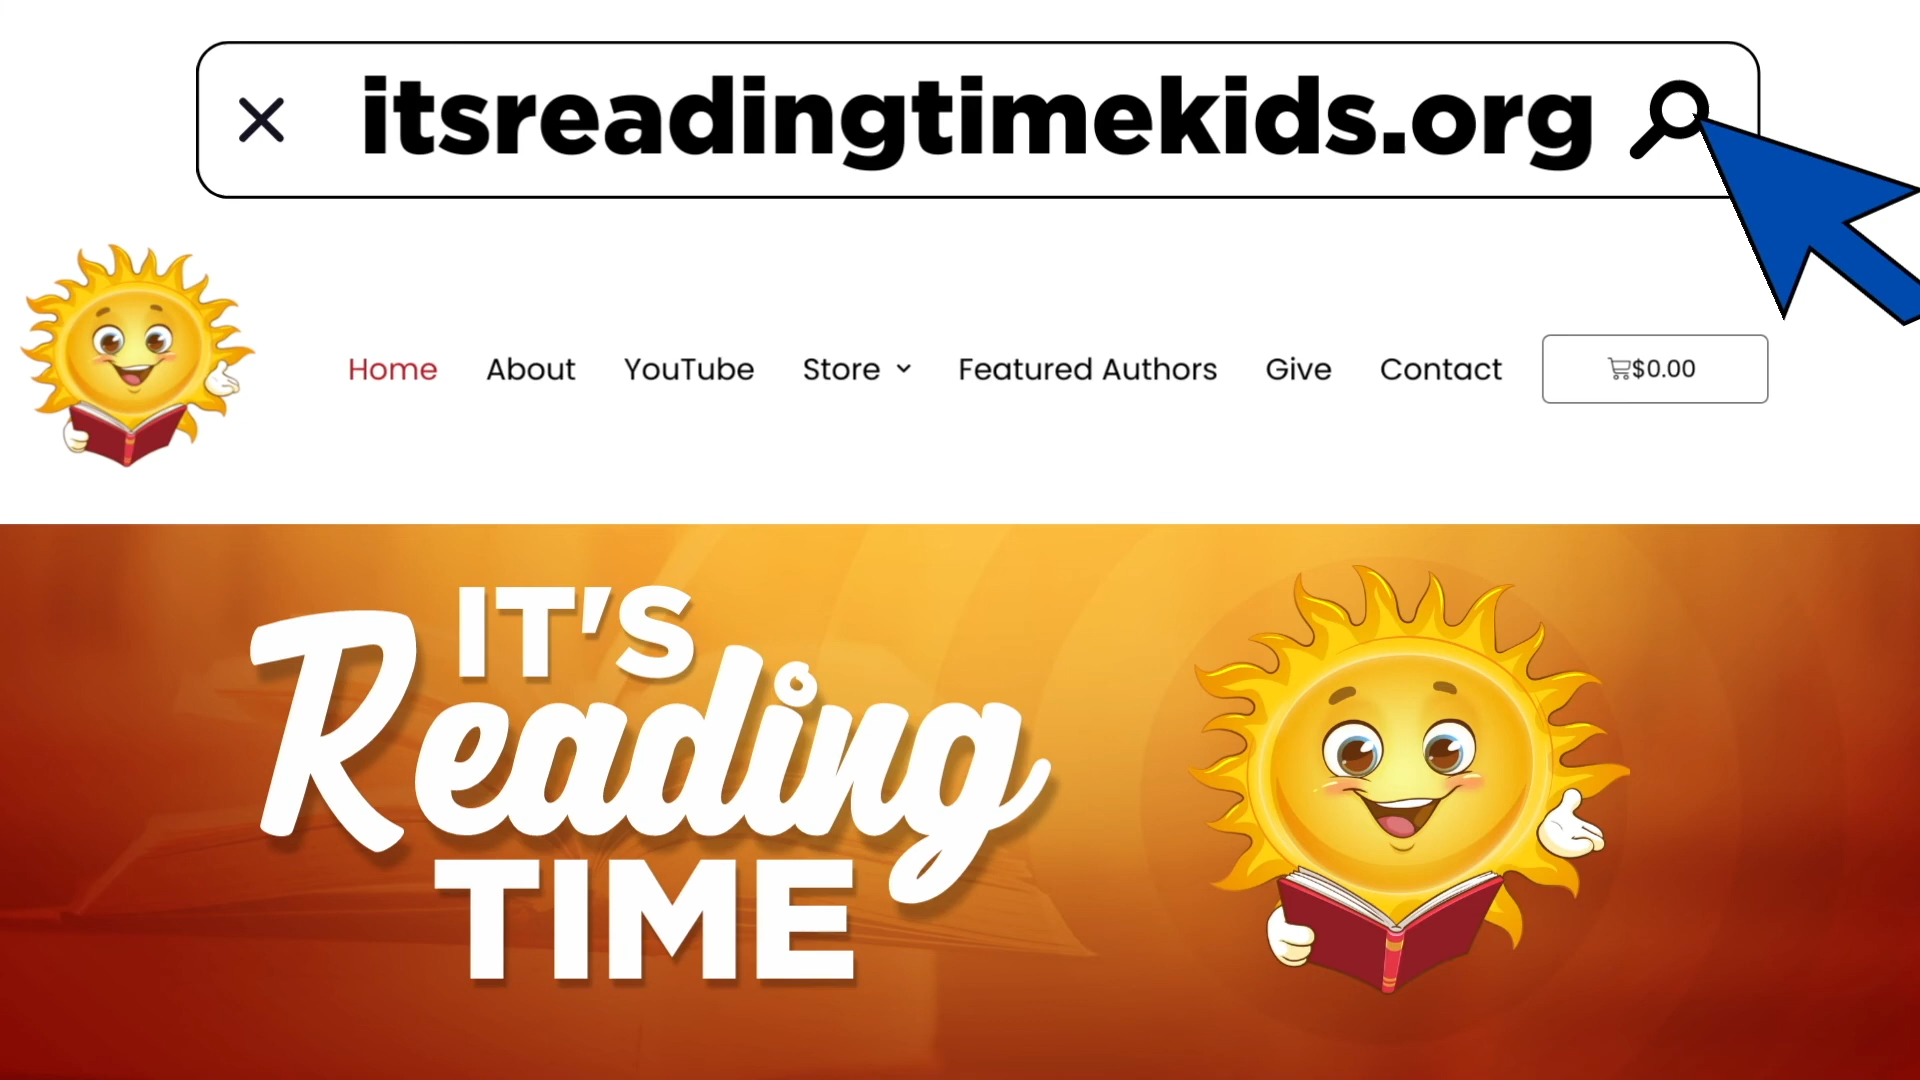 itsreadingtimekids.org
Home About YouTube Store Featured Authors Give Contact $0.00
IT'S
Reading
TIME